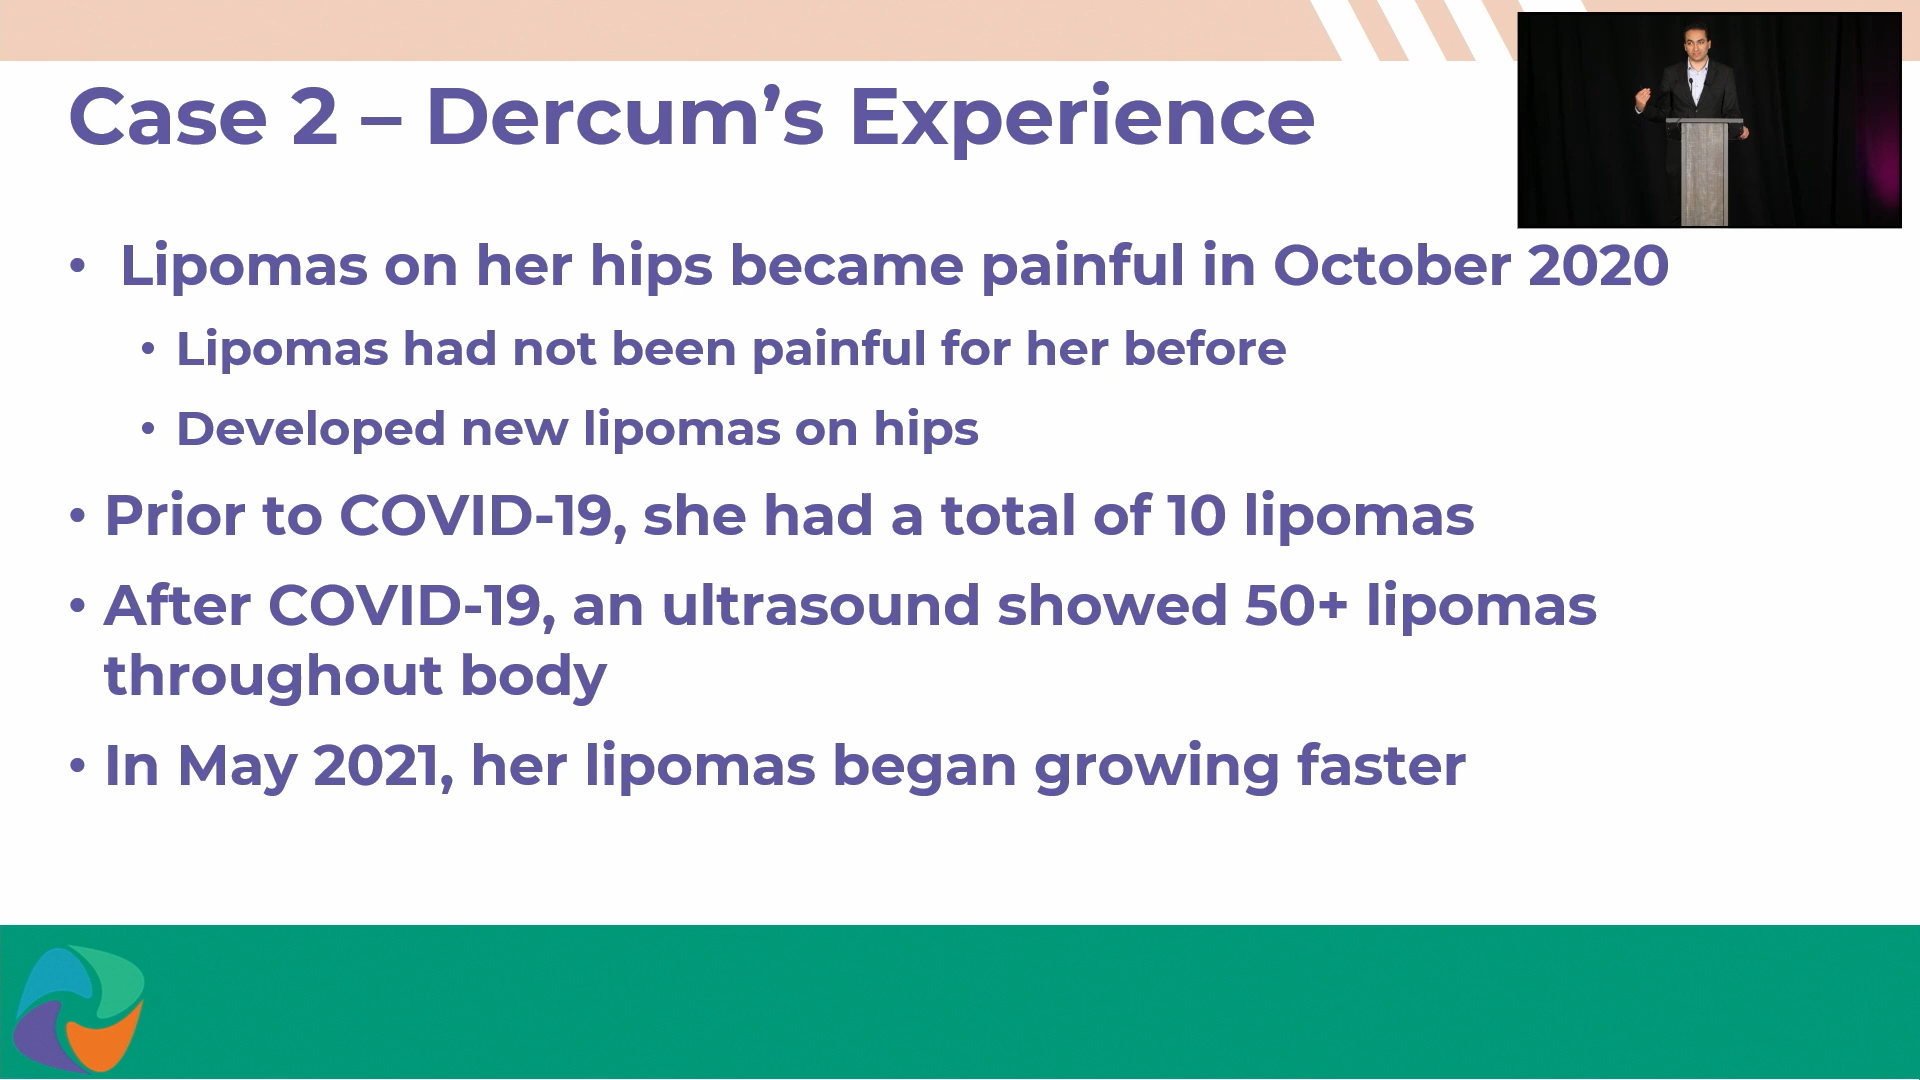 Case 2 – Dercum’s Experience
• Lipomas on her hips became painful in October 2020
• Lipomas had not been painful for her before
• Developed new lipomas on hips
• Prior to COVID-19, she had a total of 10 lipomas
• After COVID-19, an ultrasound showed 50+ lipomas
throughout body
• In May 2021, her lipomas began growing faster